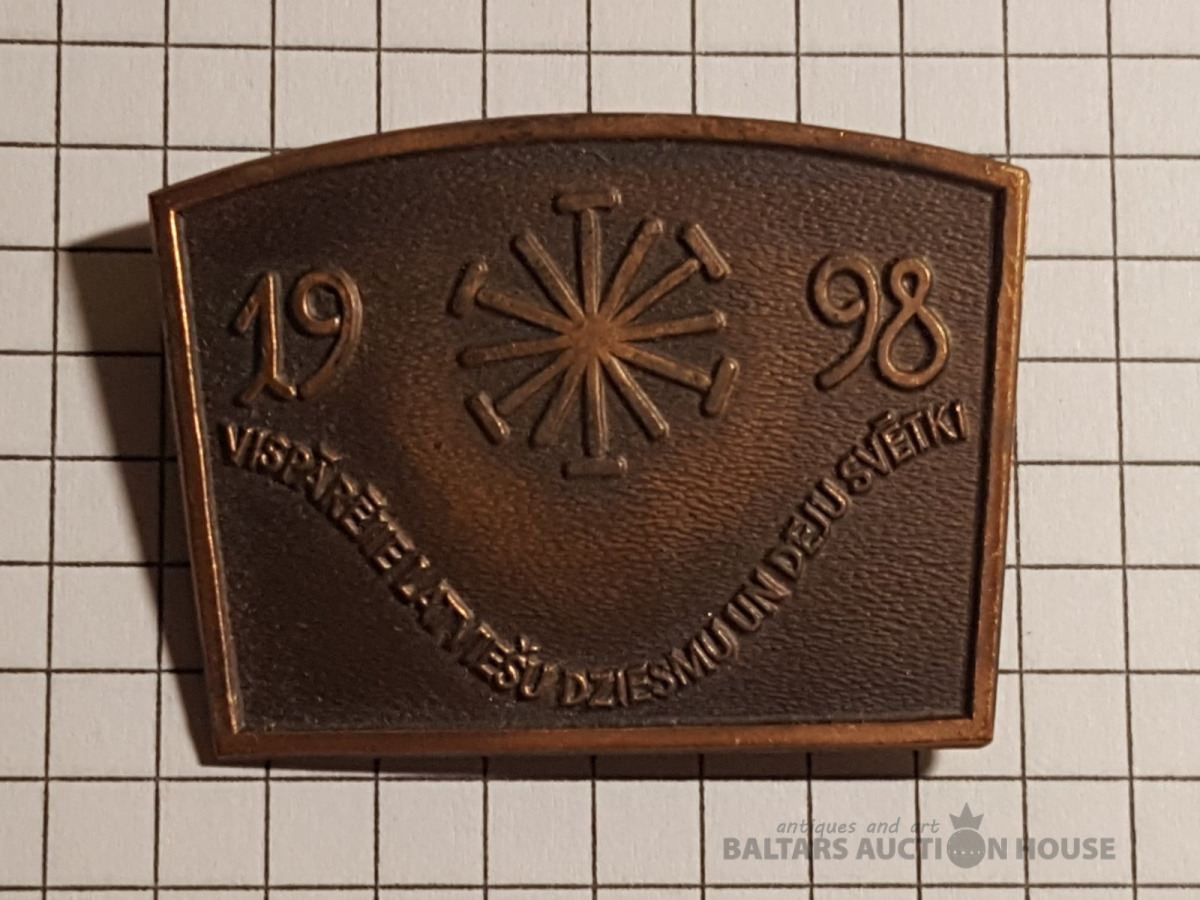 19 98
VISPĀRĒJIE LATVIEŠU DZIESMU UN DEJU SVĒTKI
antiques and art
BALTARS AUCTION HOUSE